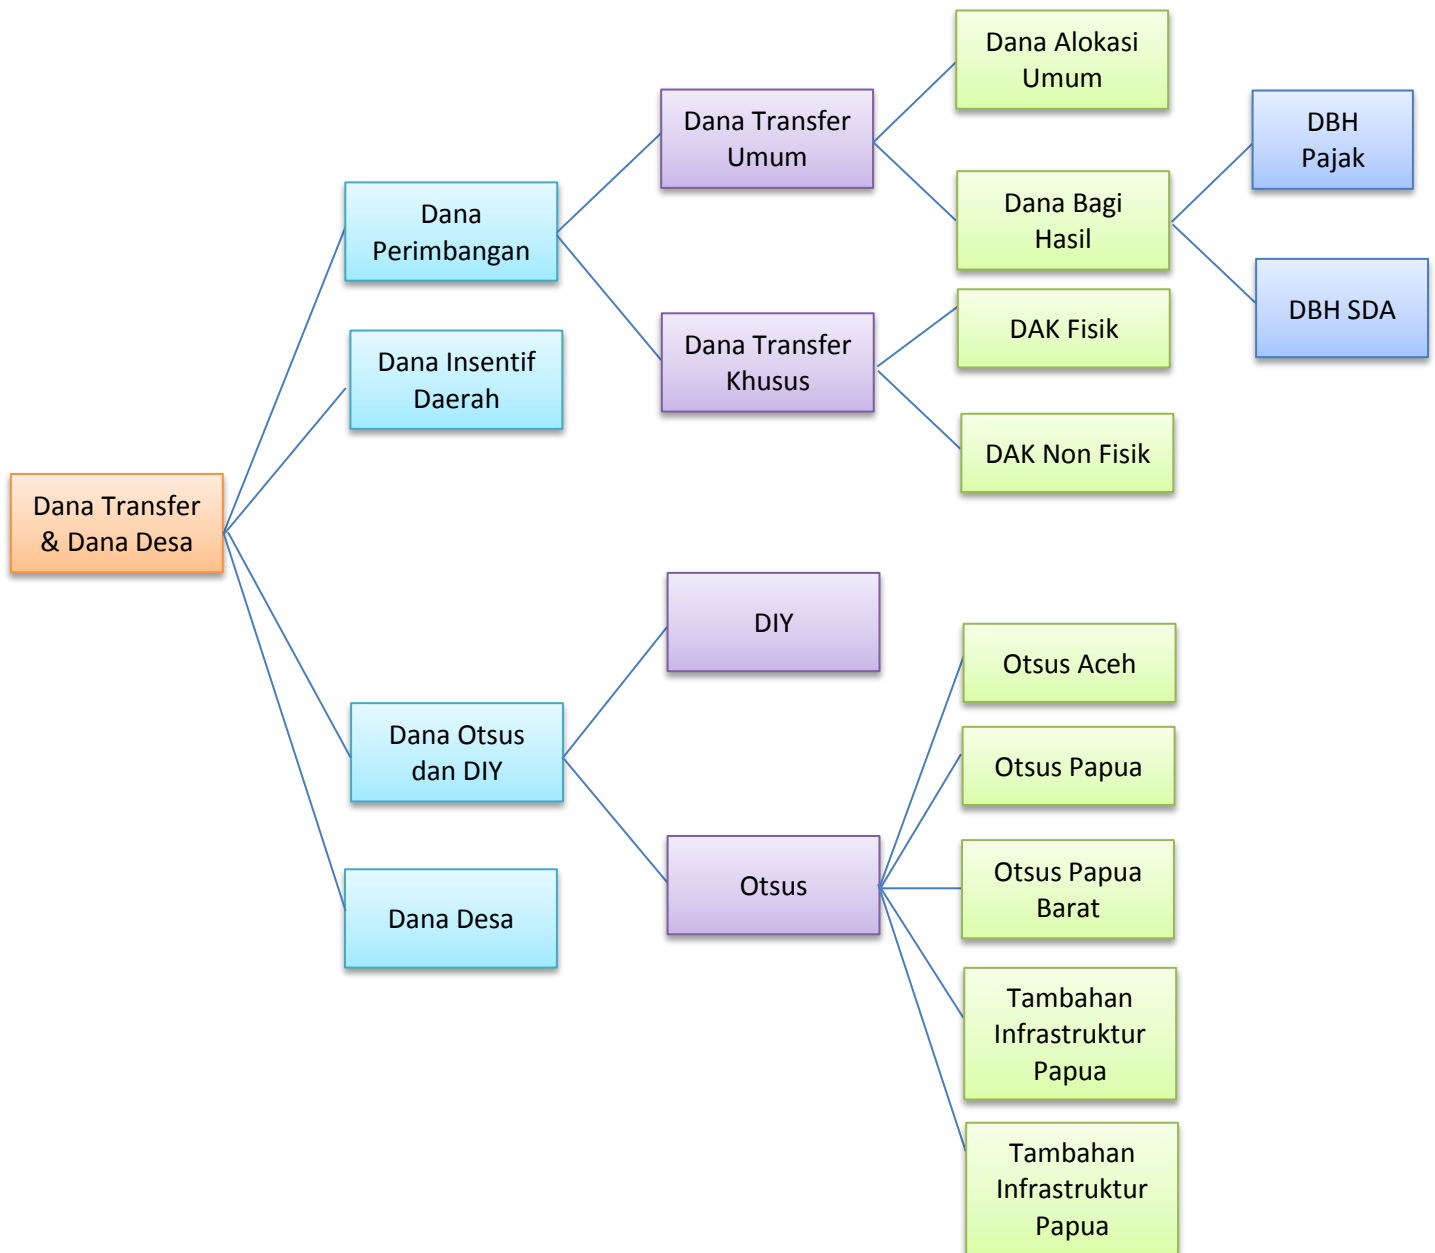 Dana Transfer
& Dana Desa
Dana
Perimbangan
Dana Insentif
Daerah
Dana Otsus
dan DIY
Dana Desa
Dana Transfer
Umum
Dana Transfer
Khusus
DIY
Otsus
Dana Alokasi
Umum
Dana Bagi
Hasil
DAK Fisik
DAK Non Fisik
Otsus Aceh
Otsus Papua
Otsus Papua
Barat
Tambahan
Infrastruktur
Papua
Tambahan
Infrastruktur
Papua
DBH
Pajak
DBH SDA